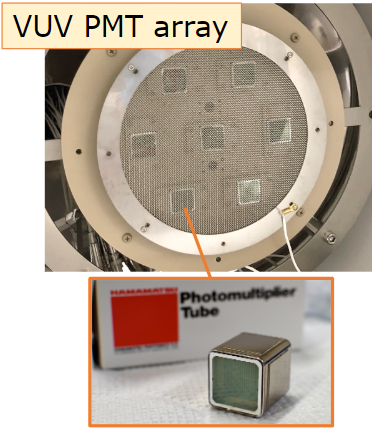 VUV PMT array
HAMAMATSU
Photomultiplier
Tube